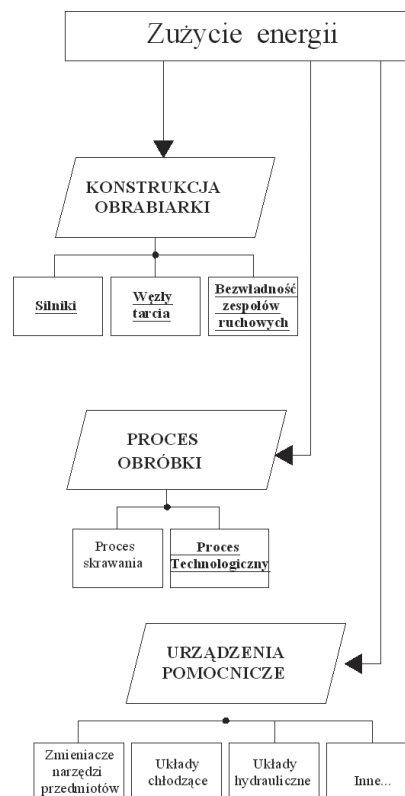 Zużycie energii
KONSTRUKCJA
OBRABIARKI
Silniki
Węzły
tarcia
Bezwładność
zespołów
ruchowych
PROCES
OBRÓBKI
Proces
skrawania
Proces
Technologiczny
URZĄDZENIA
POMOCNICZE
Zmieniacze
narzędzi
przedmiotów
Układy
chłodzące
Układy
hydrauliczne
Inne...